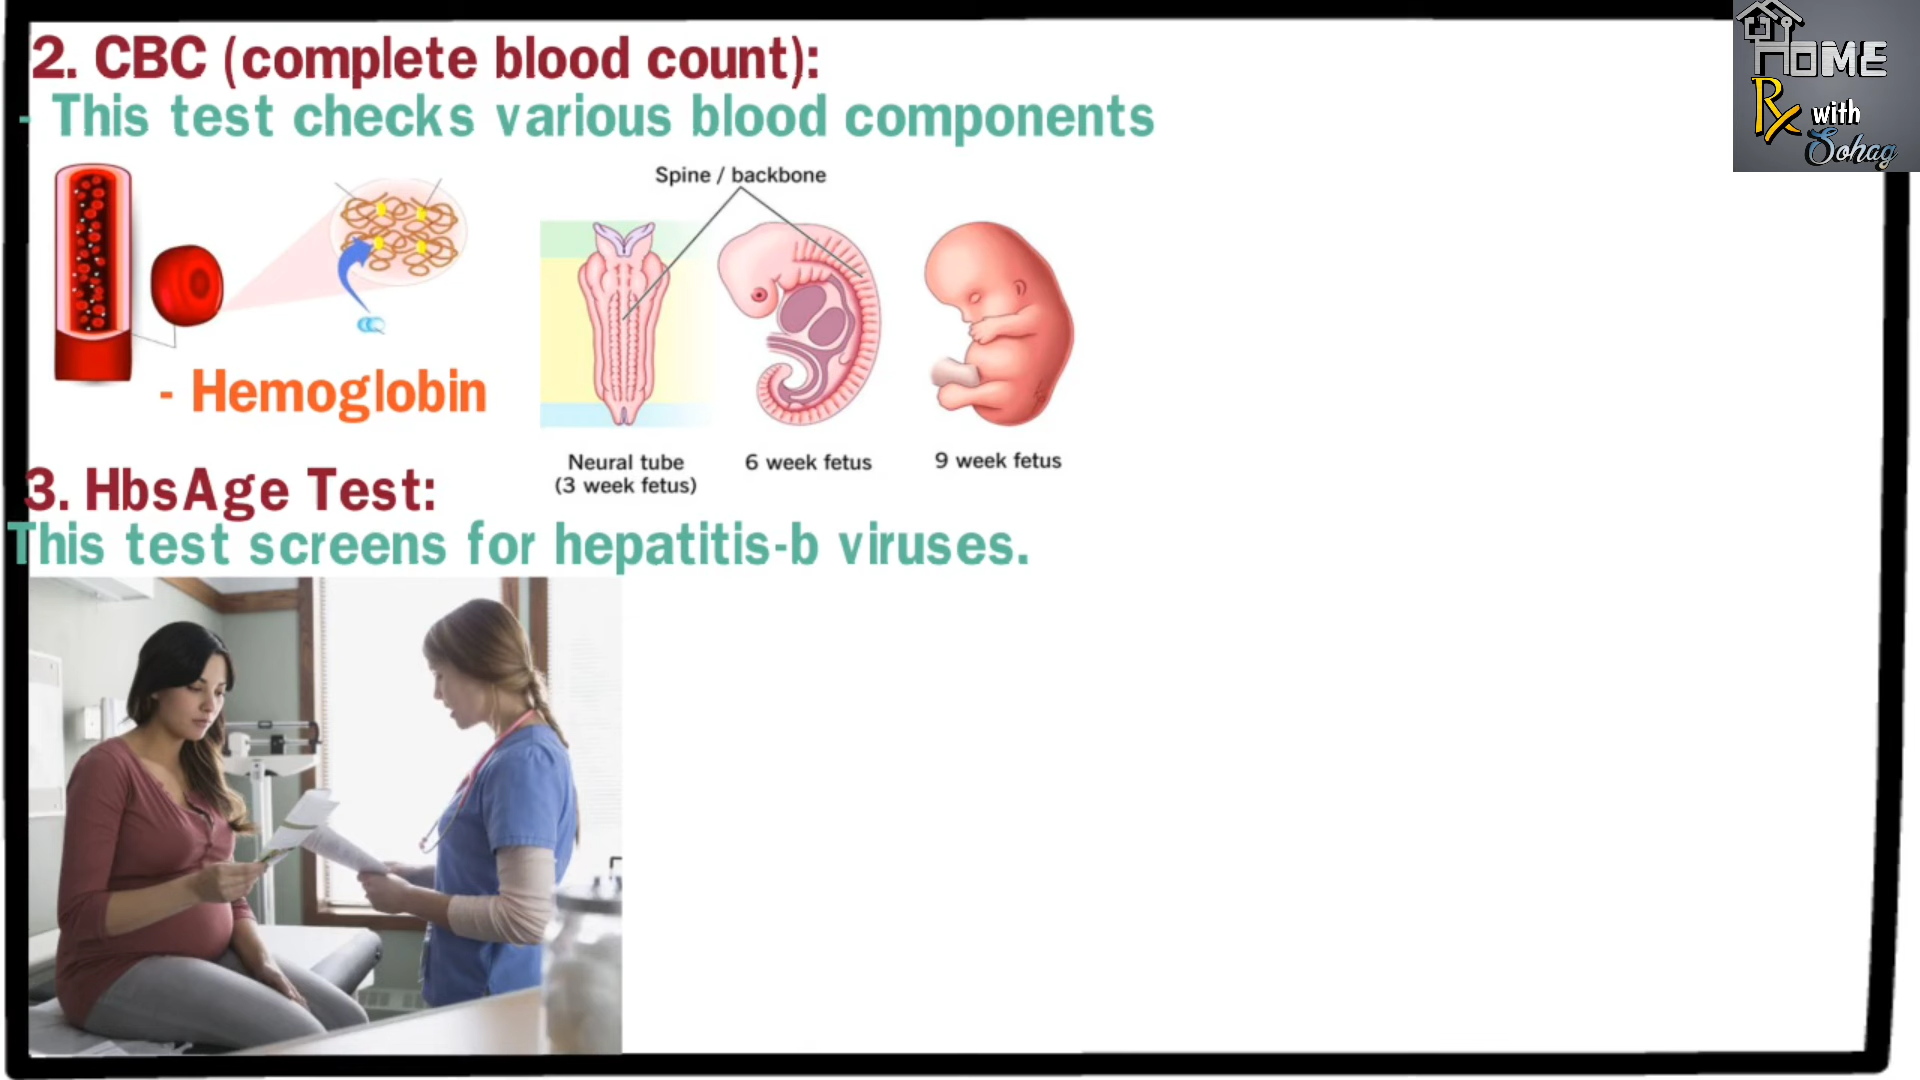 2. CBC (complete blood count):
- This test checks various blood components
Spine / backbone
- Hemoglobin
Neural tube
(3 week fetus)
6 week fetus
9 week fetus
3. HbsAge Test:
This test screens for hepatitis-b viruses.
HOME
Rx with
Sohag